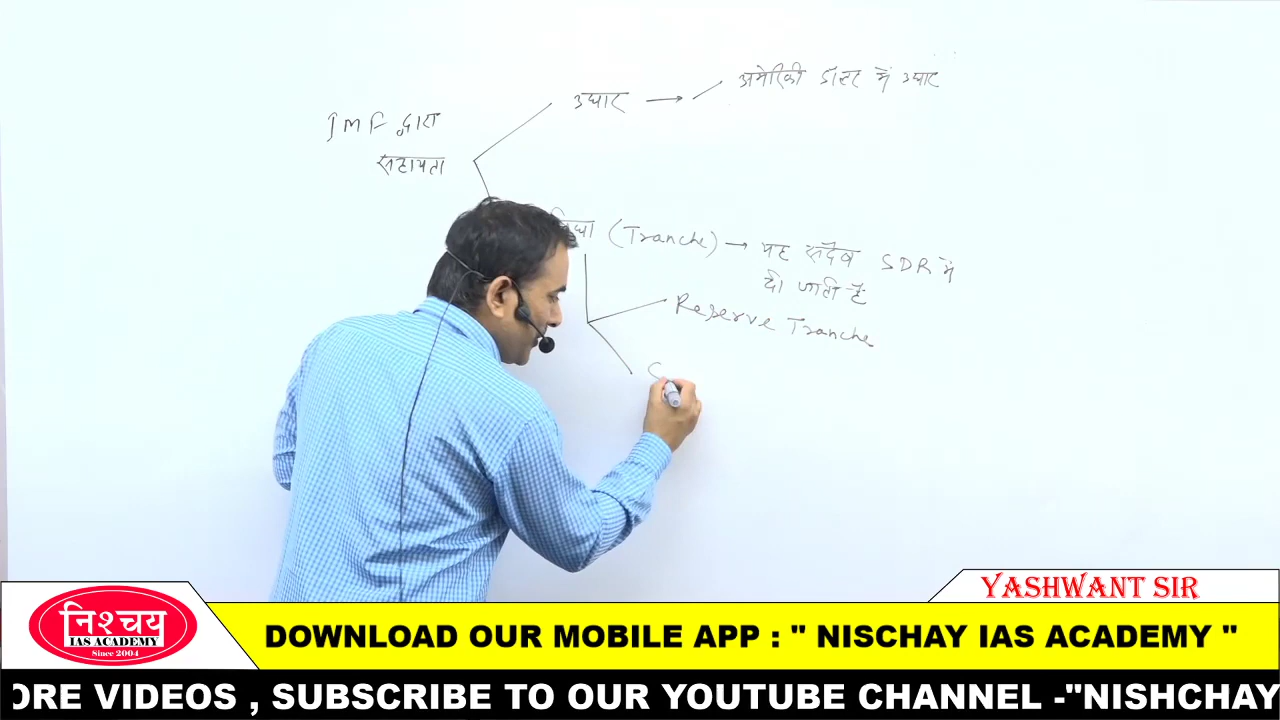 IMF द्वारा
सहायता
उधार → अमेरिकी डॉलर में उधार
(Tranche) → यह सदैव SDR में
दी जाती है
Reserve Tranche
निश्चय
IAS ACADEMY
Since 2004
YASHWANT SIR
DOWNLOAD OUR MOBILE APP : " NISCHAY IAS ACADEMY "
ORE VIDEOS , SUBSCRIBE TO OUR YOUTUBE CHANNEL -"NISHCHAY